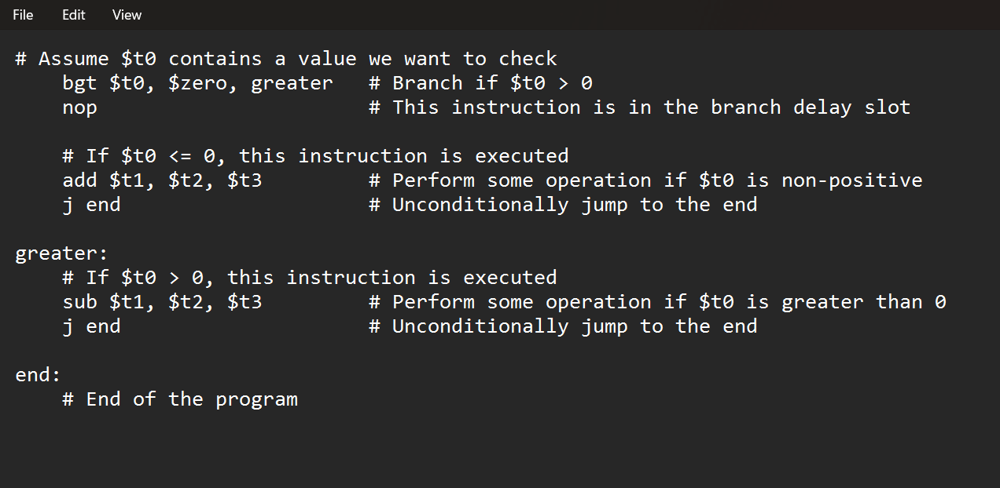 File Edit View
# Assume $t0 contains a value we want to check
    bgt $t0, $zero, greater   # Branch if $t0 > 0
    nop                       # This instruction is in the branch delay slot

    # If $t0 <= 0, this instruction is executed
    add $t1, $t2, $t3         # Perform some operation if $t0 is non-positive
    j end                     # Unconditionally jump to the end

greater:
    # If $t0 > 0, this instruction is executed
    sub $t1, $t2, $t3         # Perform some operation if $t0 is greater than 0
    j end                     # Unconditionally jump to the end

end:
    # End of the program